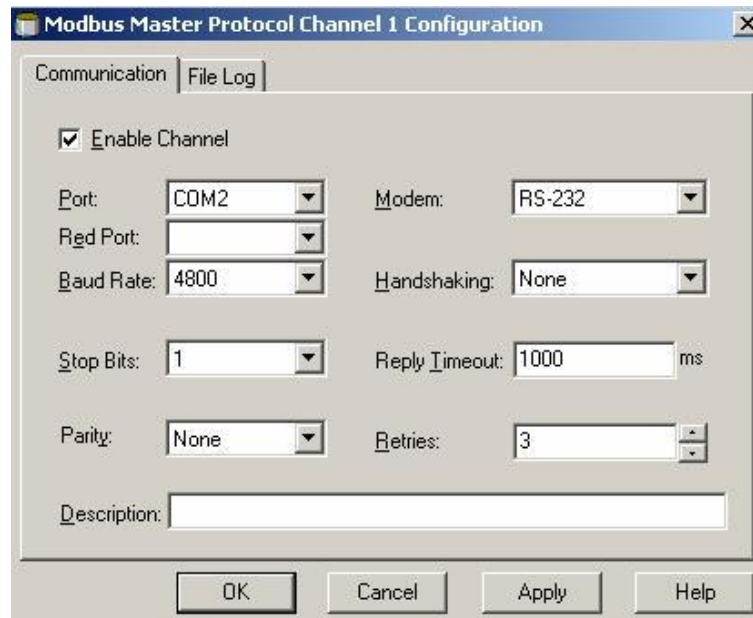 Modbus Master Protocol Channel 1 Configuration
Communication File Log
Enable Channel
Port: COM2 Modem: RS-232
Red Port:
Baud Rate: 4800 Handshaking: None
Stop Bits: 1 Reply Timeout: 1000 ms
Parity: None Retries: 3
Description:
OK Cancel Apply Help